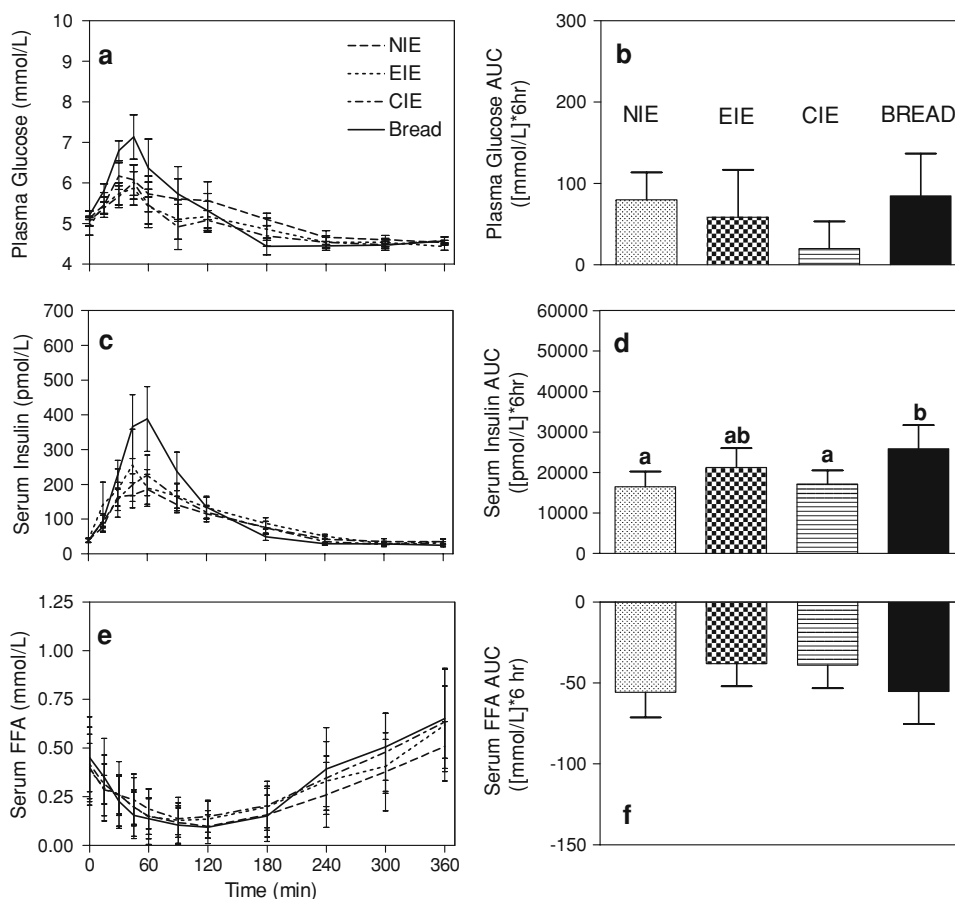 a
Plasma Glucose (mmol/L)
10
9
8
7
6
5
4
NIE
EIE
CIE
Bread
b
Plasma Glucose AUC
([mmol/L]*6hr)
300
200
100
0
NIE
EIE
CIE
BREAD
c
Serum Insulin (pmol/L)
700
600
500
400
300
200
100
0
d
Serum Insulin AUC
([pmol/L]*6hr)
60000
50000
40000
30000
20000
10000
0
a
ab
a
b
e
Serum FFA (mmol/L)
1.25
1.00
0.75
0.50
0.25
0.00
0
60
120
180
240
300
360
Time (min)
f
Serum FFA AUC
([mmol/L]*6 hr)
0
-50
-100
-150